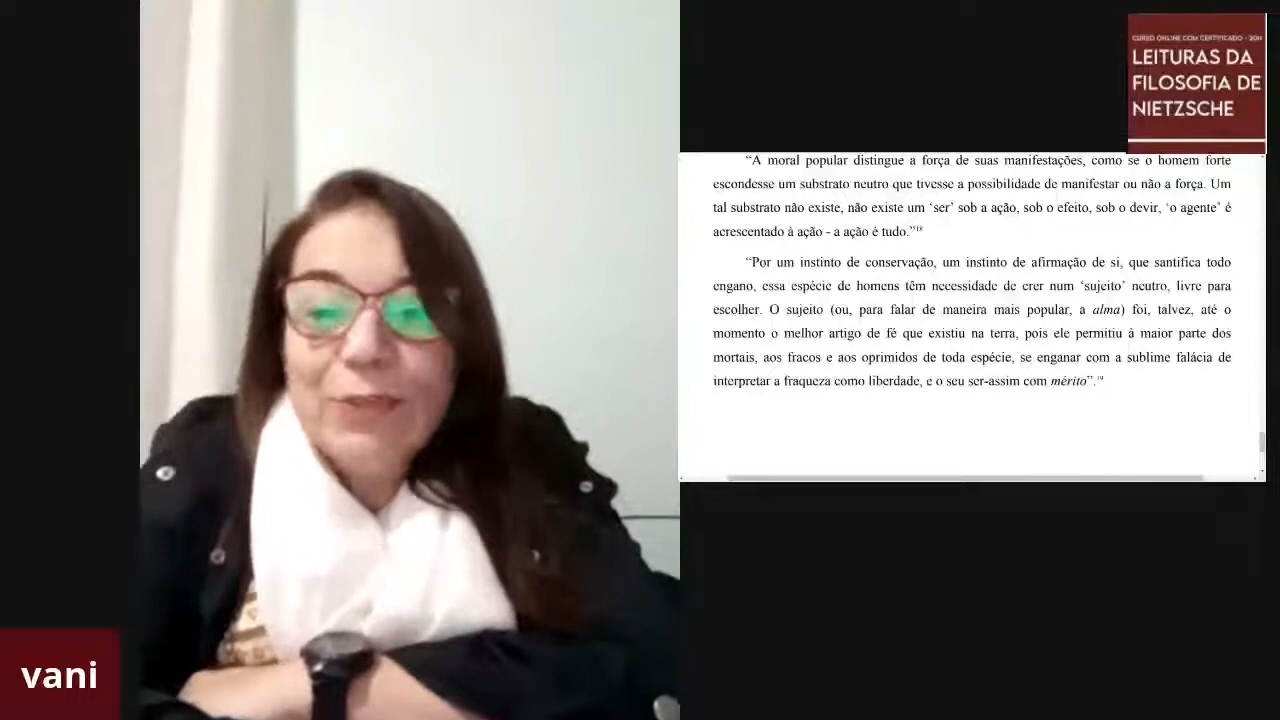 CURSO ONLINE COM CERTIFICADO - 20H
LEITURAS DA
FILOSOFIA DE
NIETZSCHE
“A moral popular distingue a força de suas manifestações, como se o homem forte
escondesse um substrato neutro que tivesse a possibilidade de manifestar ou não a força. Um
tal substrato não existe, não existe um ‘ser’ sob a ação, sob o efeito, sob o devir, ‘o agente’ é
acrescentado à ação - a ação é tudo.”¹⁸
“Por um instinto de conservação, um instinto de afirmação de si, que santifica todo
engano, essa espécie de homens têm necessidade de crer num ‘sujeito’ neutro, livre para
escolher. O sujeito (ou, para falar de maneira mais popular, a alma) foi, talvez, até o
momento o melhor artigo de fé que existiu na terra, pois ele permitiu à maior parte dos
mortais, aos fracos e aos oprimidos de toda espécie, se enganar com a sublime falácia de
interpretar a fraqueza como liberdade, e o seu ser-assim com mérito”.¹⁹
vani